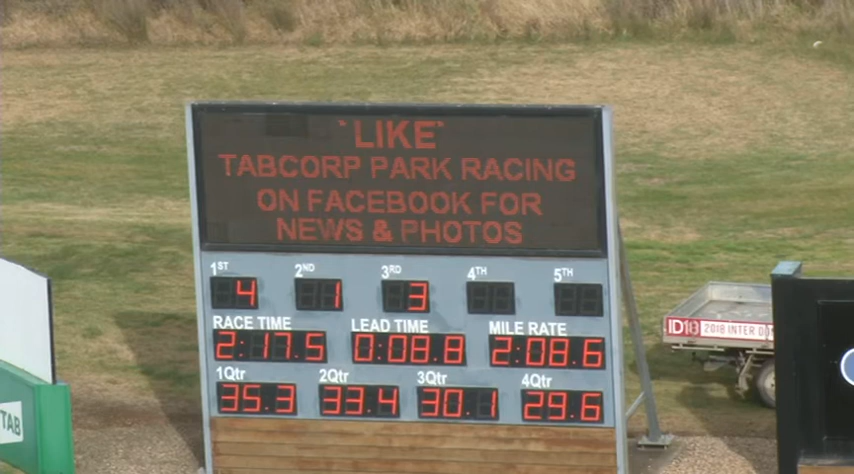 `LIKE´
TABCORP PARK RACING
ON FACEBOOK FOR
NEWS & PHOTOS
1ST 2ND 3RD 4TH 5TH
4 1 3
RACE TIME LEAD TIME MILE RATE
2:17.5 0:08.8 2:08.6
1Qtr 2Qtr 3Qtr 4Qtr
35.3 33.4 30.1 29.6
ID18 2018 INTER
TAB